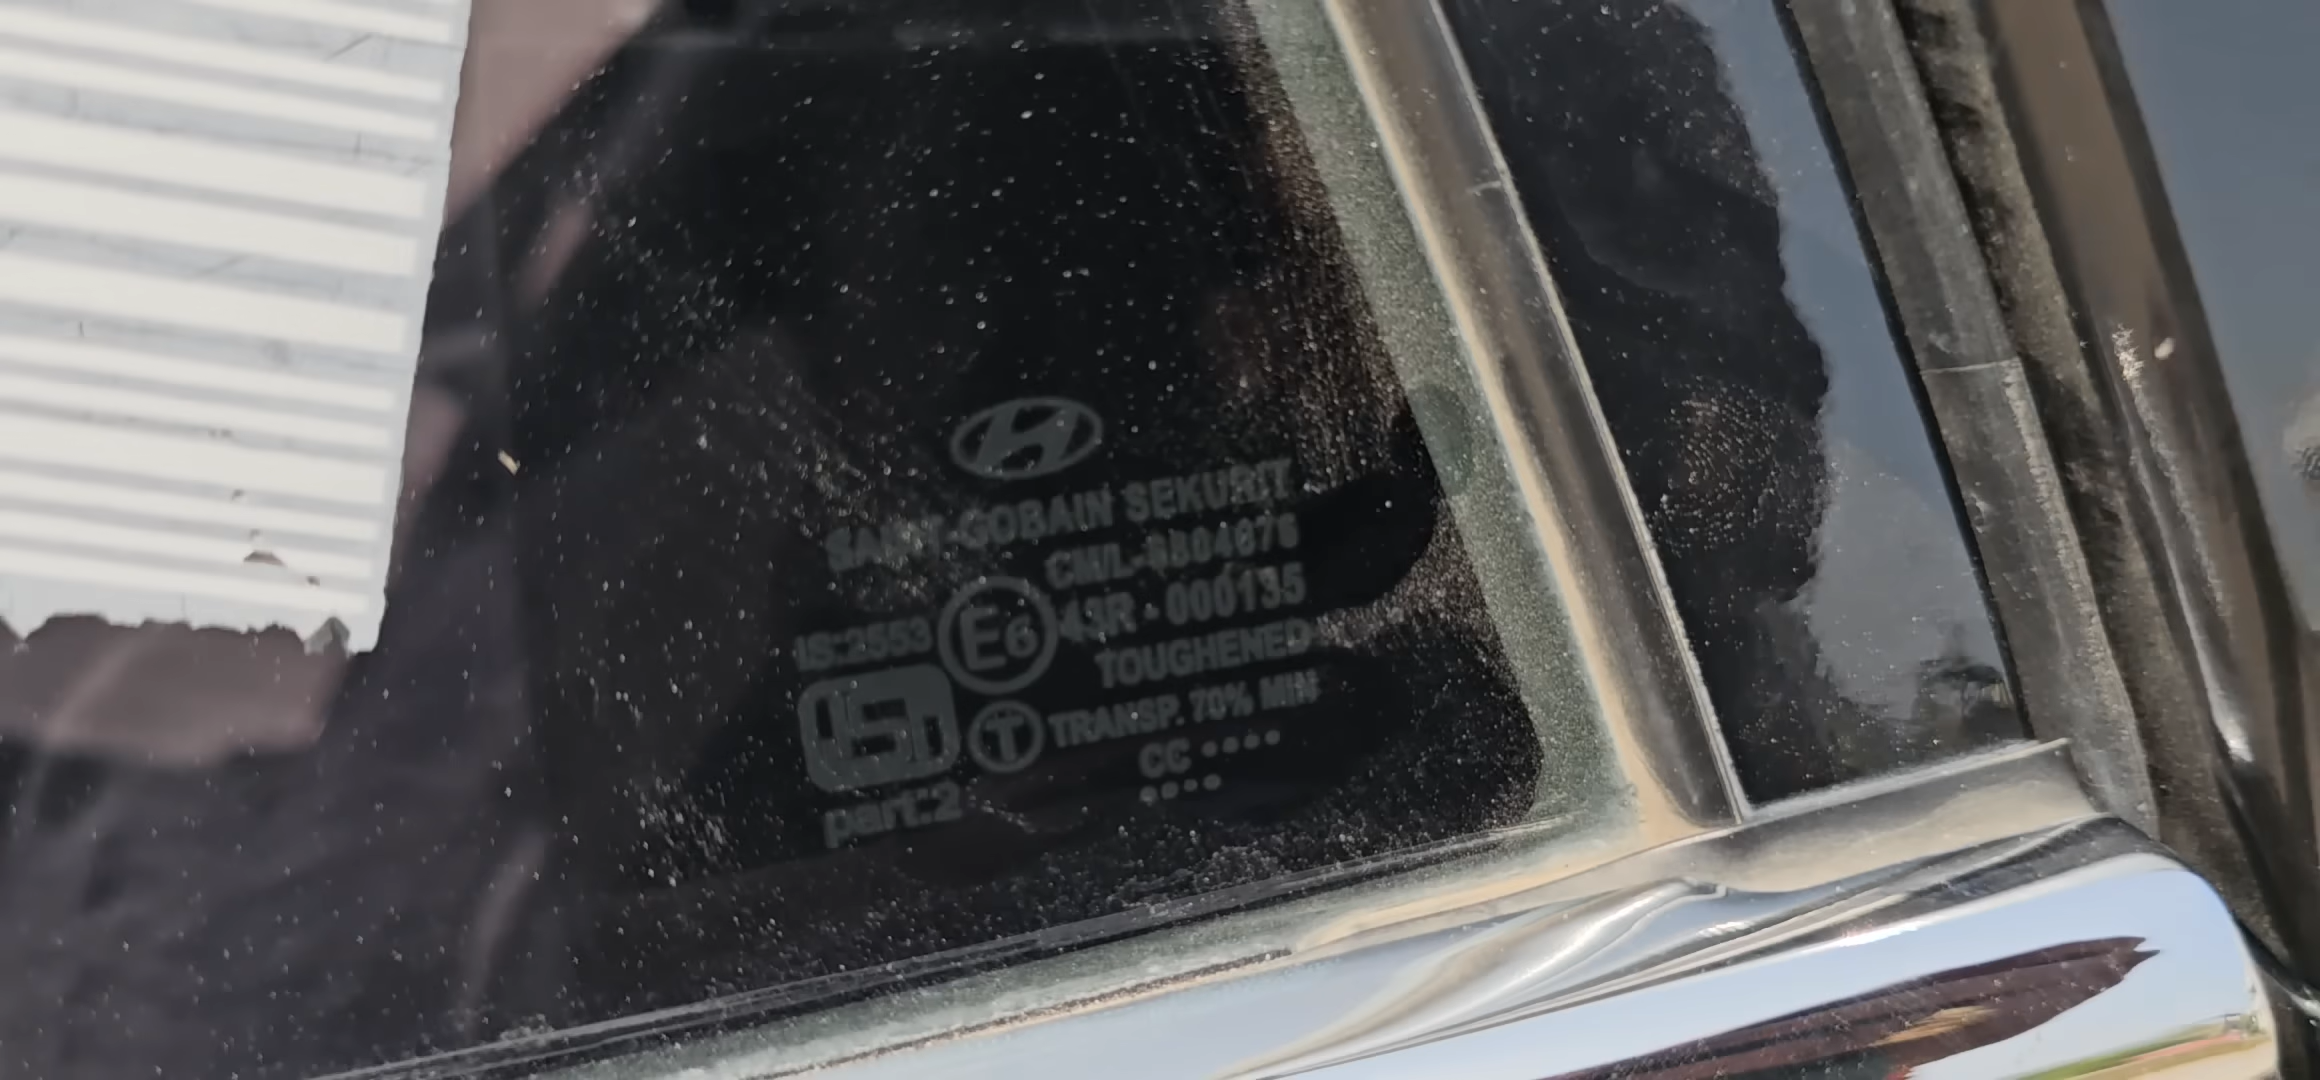 SAINT-GOBAIN SEKURIT
IS:2553
E6
43R - 000135
TOUGHENED
ISI
T TRANSP. 70% MIN
CC ••••
••••
part:2